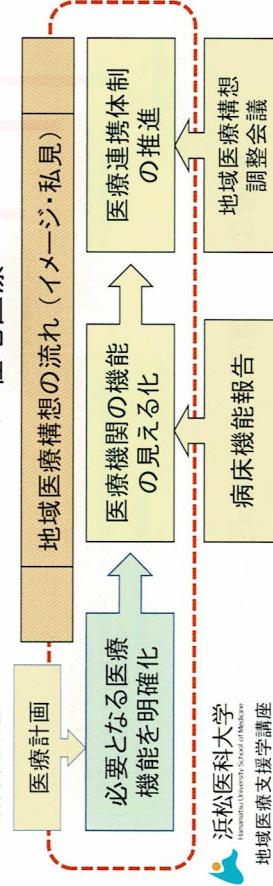 地域医療構想の流れ（イメージ・私見）
医療計画
必要となる医療
機能を明確化
医療機関の機能
の見える化
医療連携体制
の推進
病床機能報告
地域医療構想
調整会議
浜松医科大学
Hamamatsu University School of Medicine
地域医療支援学講座